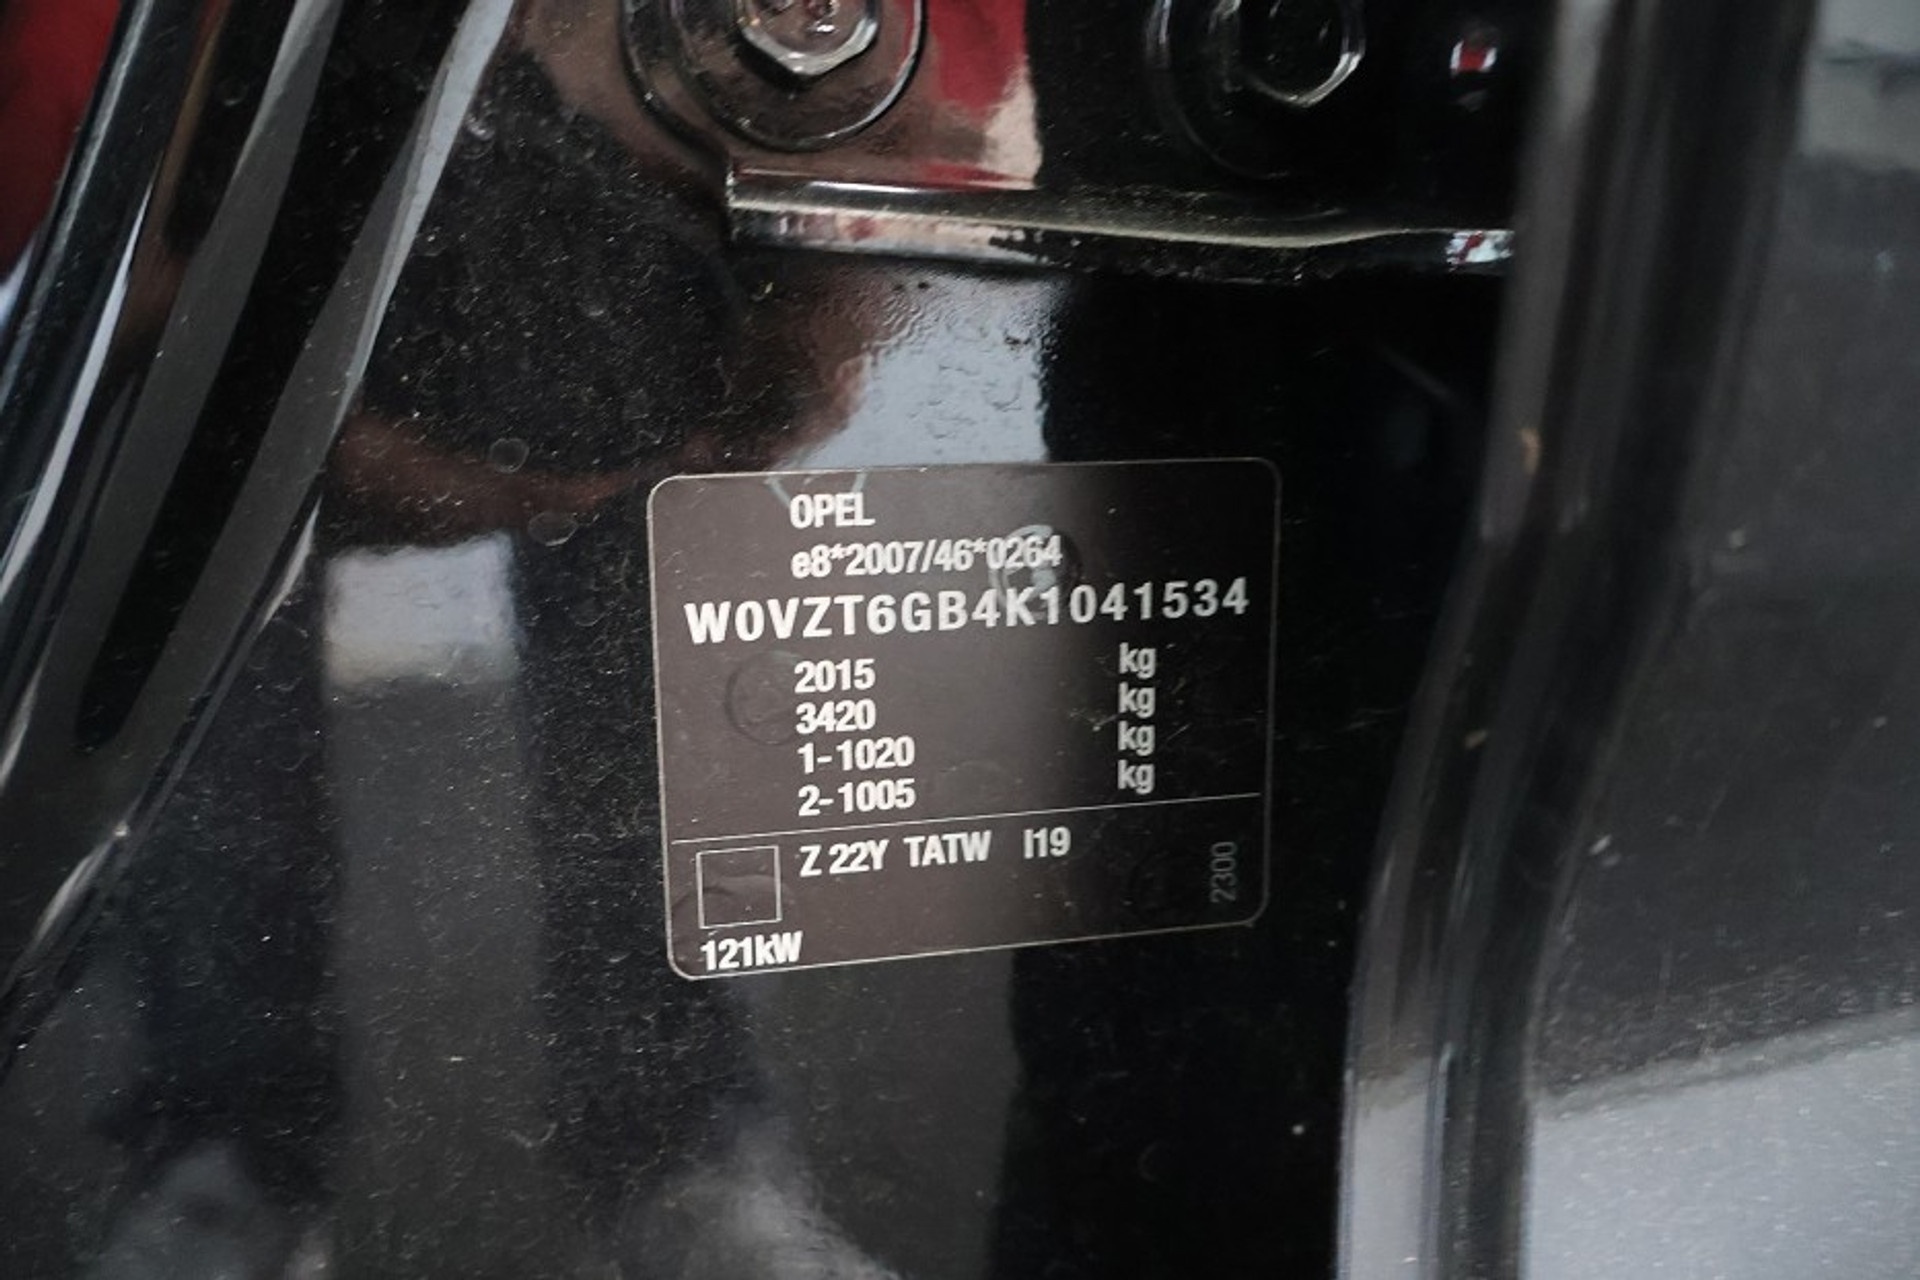 OPEL
e8*2007/46*0264
W0VZT6GB4K1041534
2015 kg
3420 kg
1-1020 kg
2-1005 kg
Z 22Y TATW I19
2300
121kW